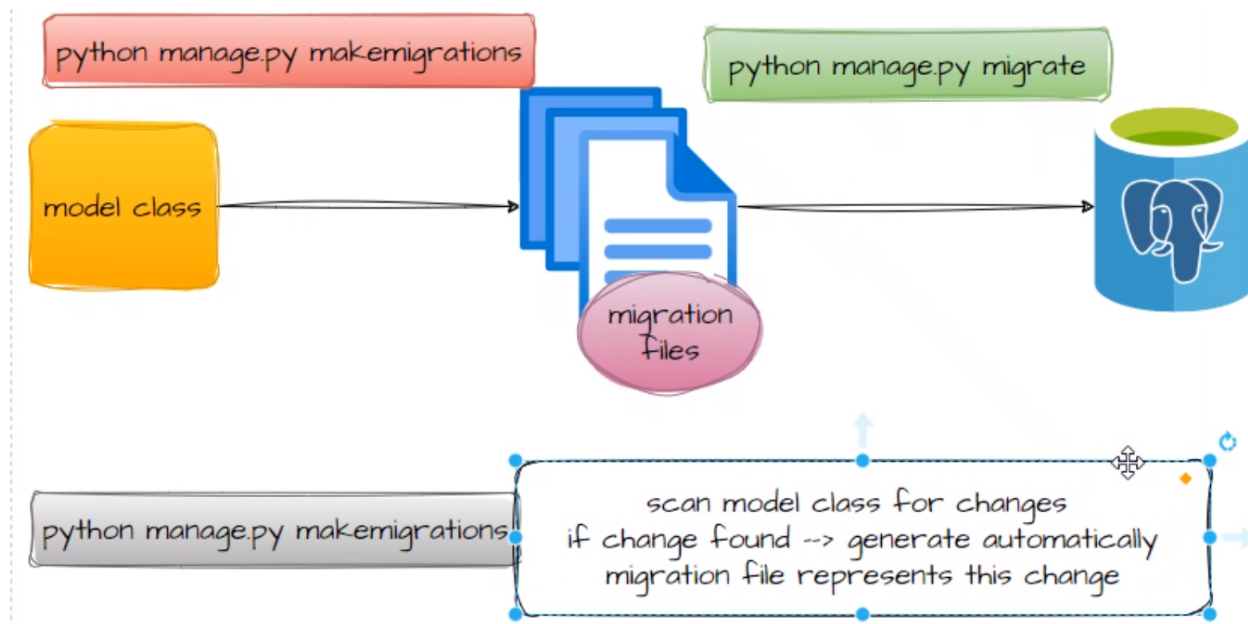 python manage.py makemigrations
python manage.py migrate
model class
migration
files
python manage.py makemigrations
scan model class for changes
if change found --> generate automatically
migration file represents this change